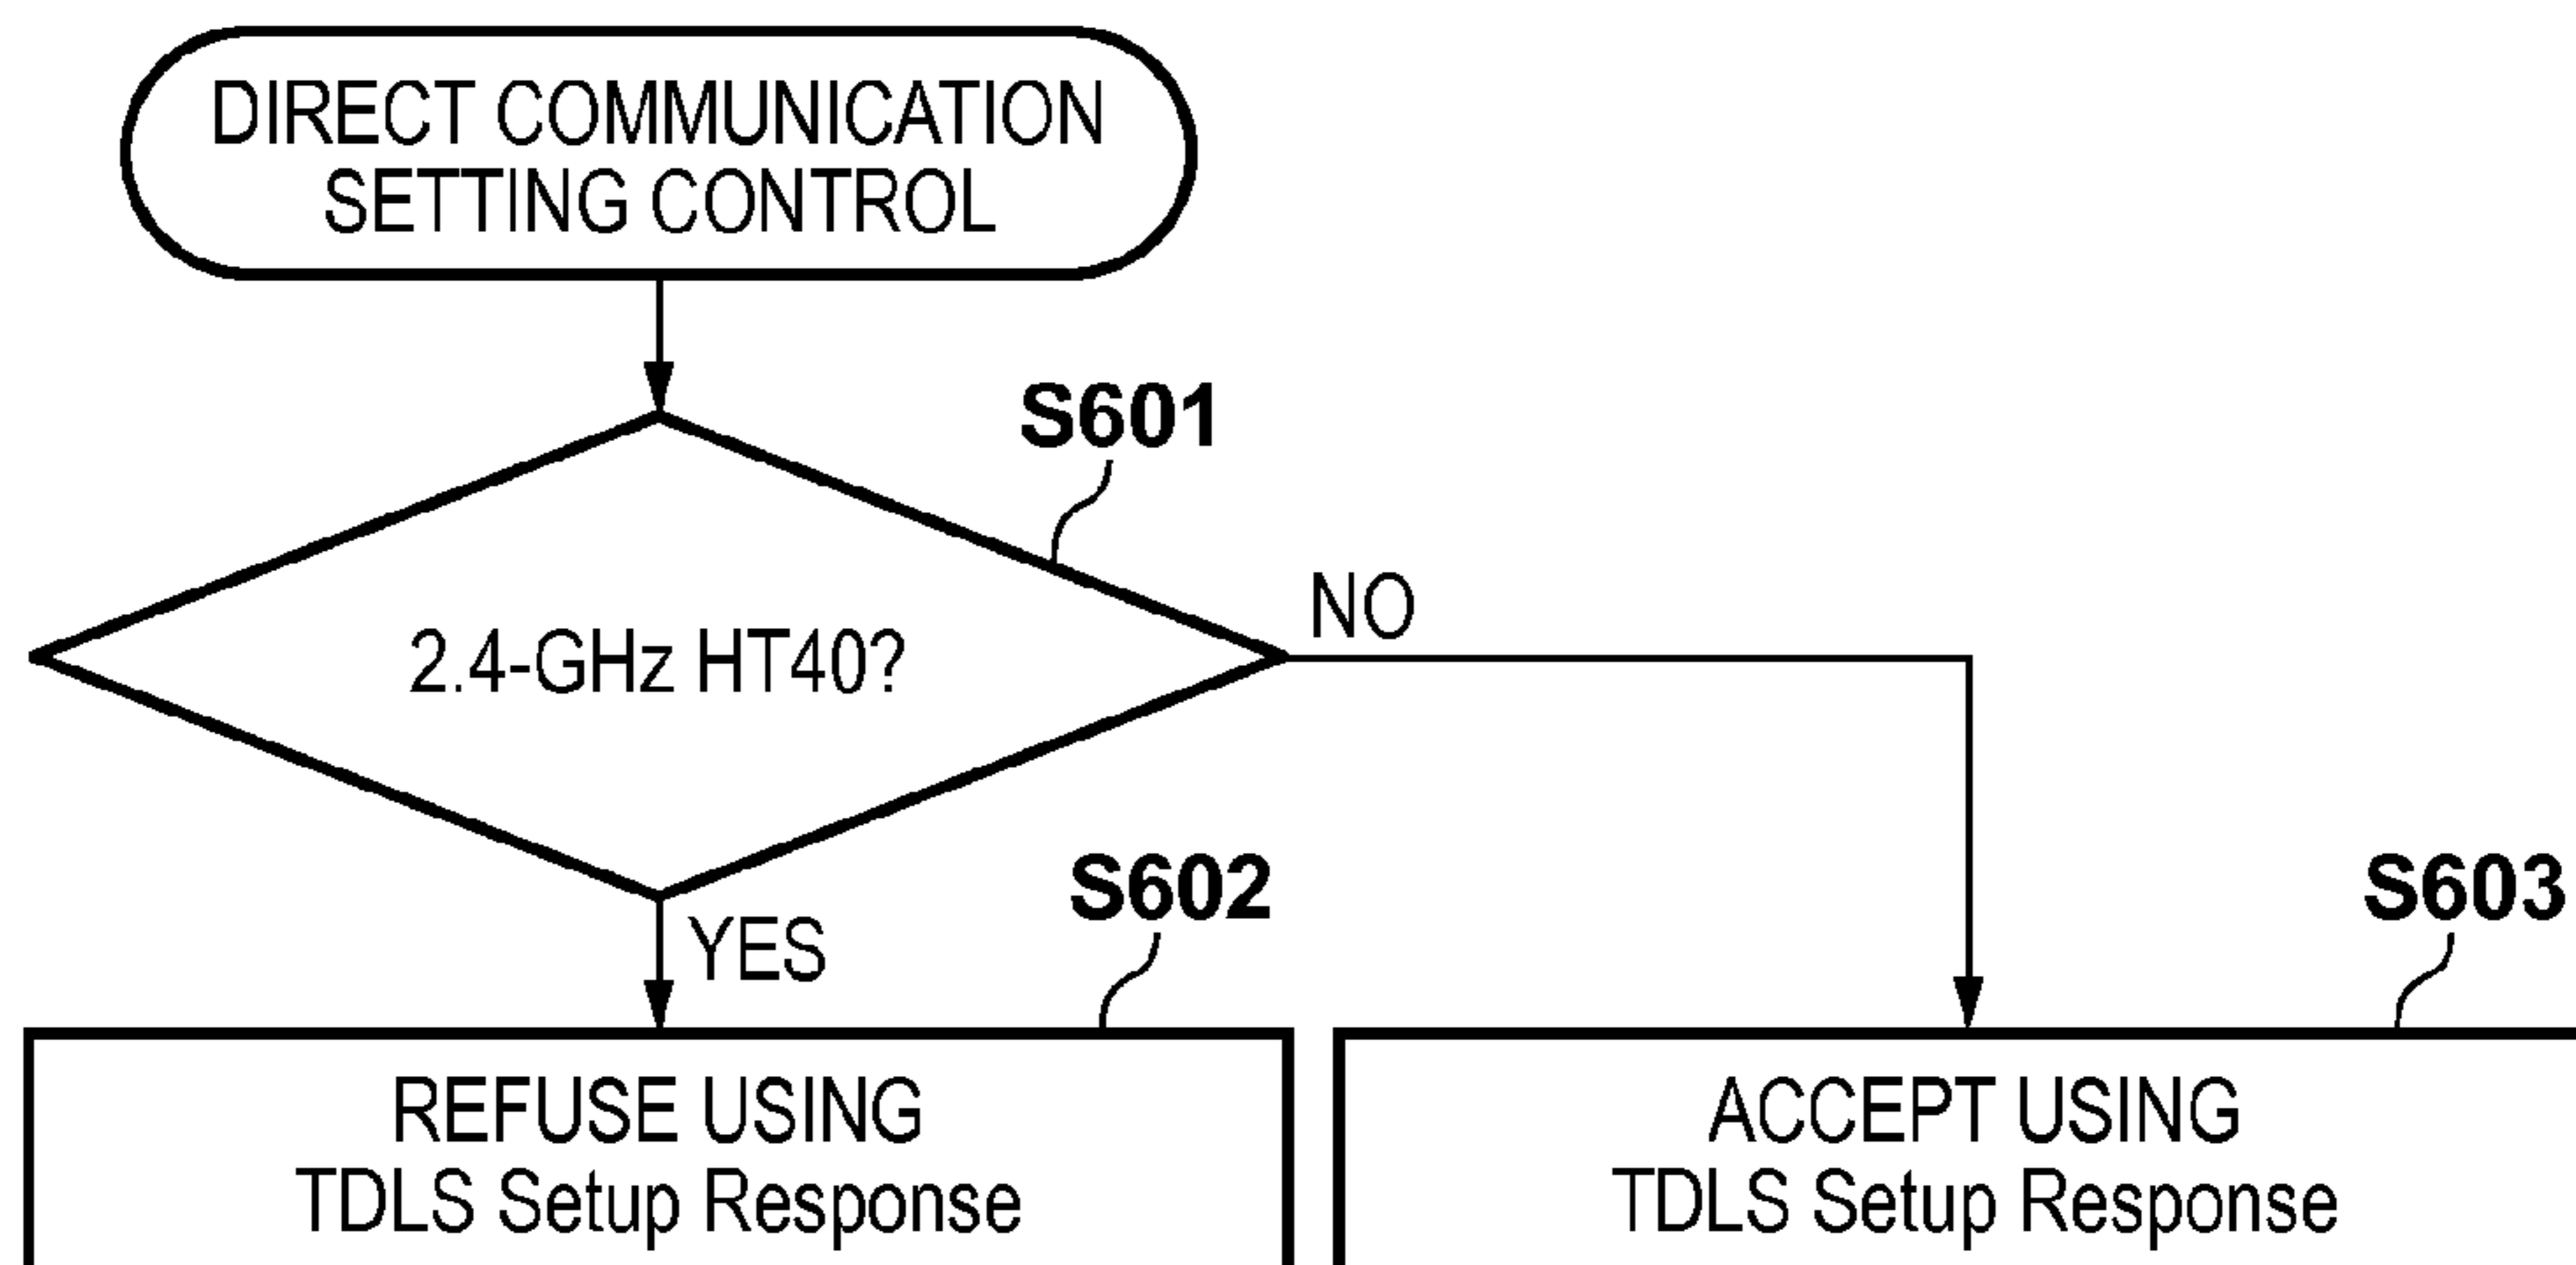 DIRECT COMMUNICATION
SETTING CONTROL
S601
2.4-GHz HT40?
NO
YES
S602
REFUSE USING
TDLS Setup Response
S603
ACCEPT USING
TDLS Setup Response